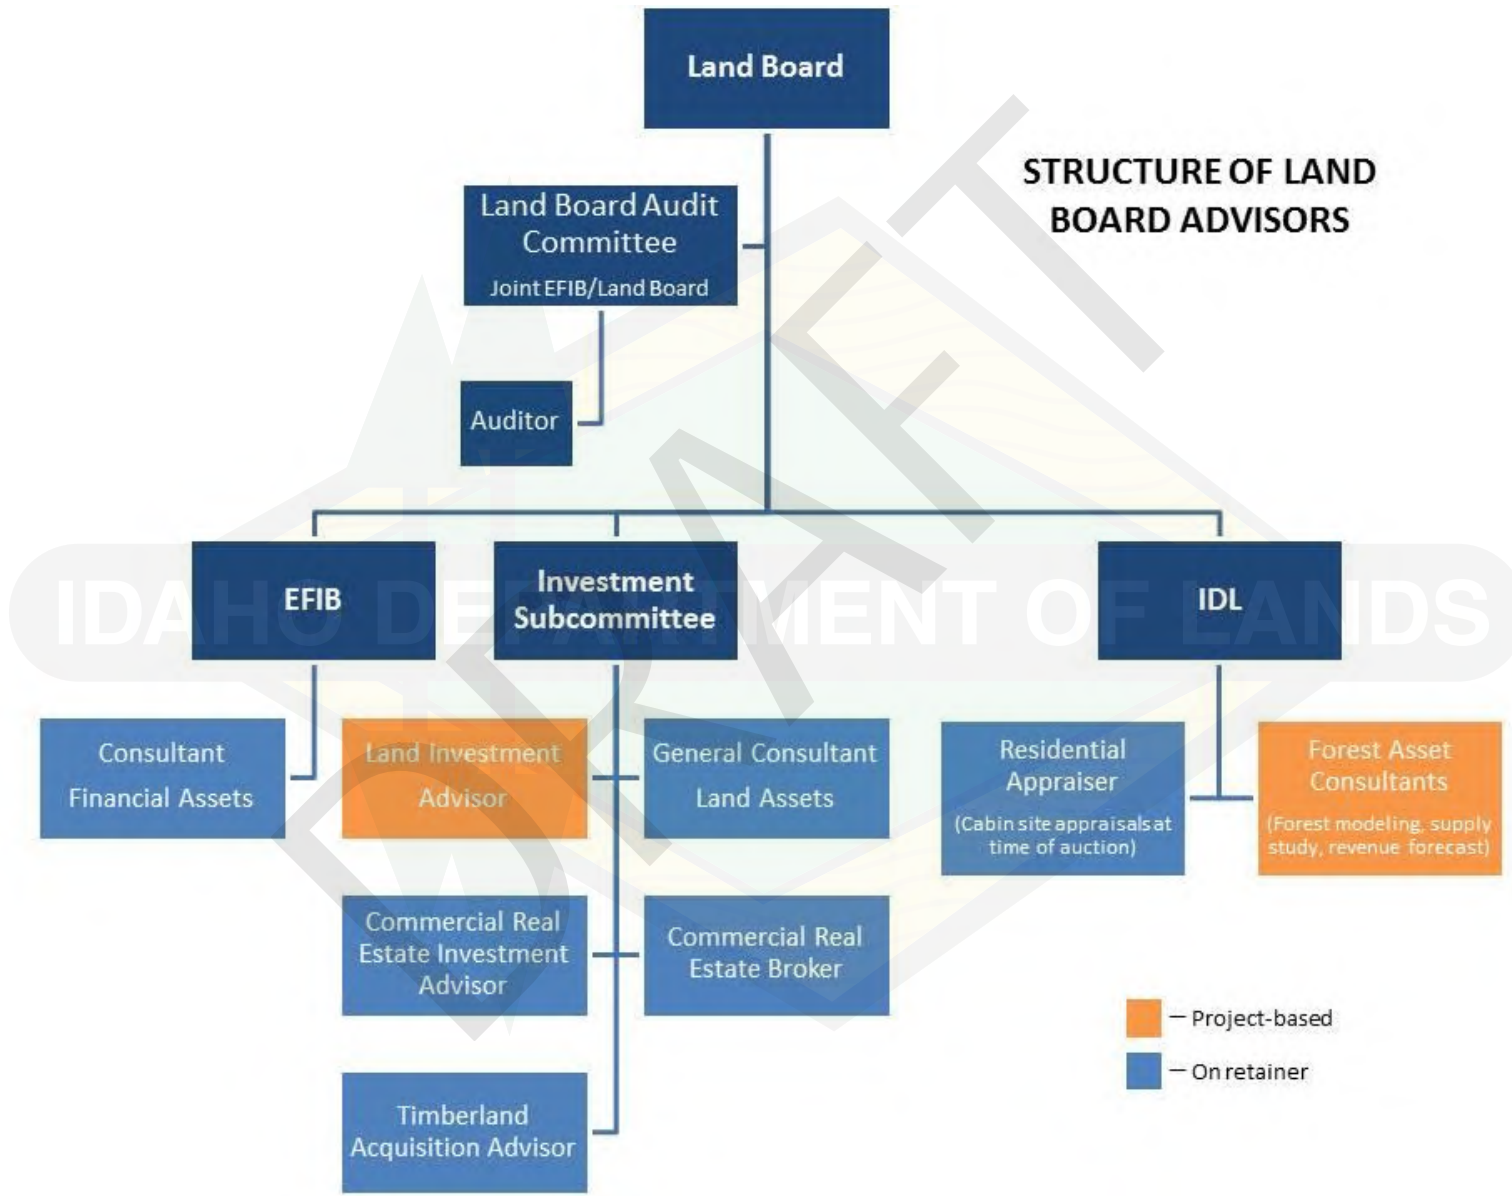 Land Board
STRUCTURE OF LAND
BOARD ADVISORS
Land Board Audit
Committee
Joint EFIB/Land Board
Auditor
EFIB
Investment
Subcommittee
IDL
IDAHO DEPARTMENT OF LANDS
DRAFT
Consultant
Financial Assets
Land Investment
Advisor
General Consultant
Land Assets
Residential
Appraiser
(Cabin site appraisals at
time of auction)
Forest Asset
Consultants
(Forest modeling, supply
study, revenue forecast)
Commercial Real
Estate Investment
Advisor
Commercial Real
Estate Broker
Timberland
Acquisition Advisor
– Project-based
– On retainer